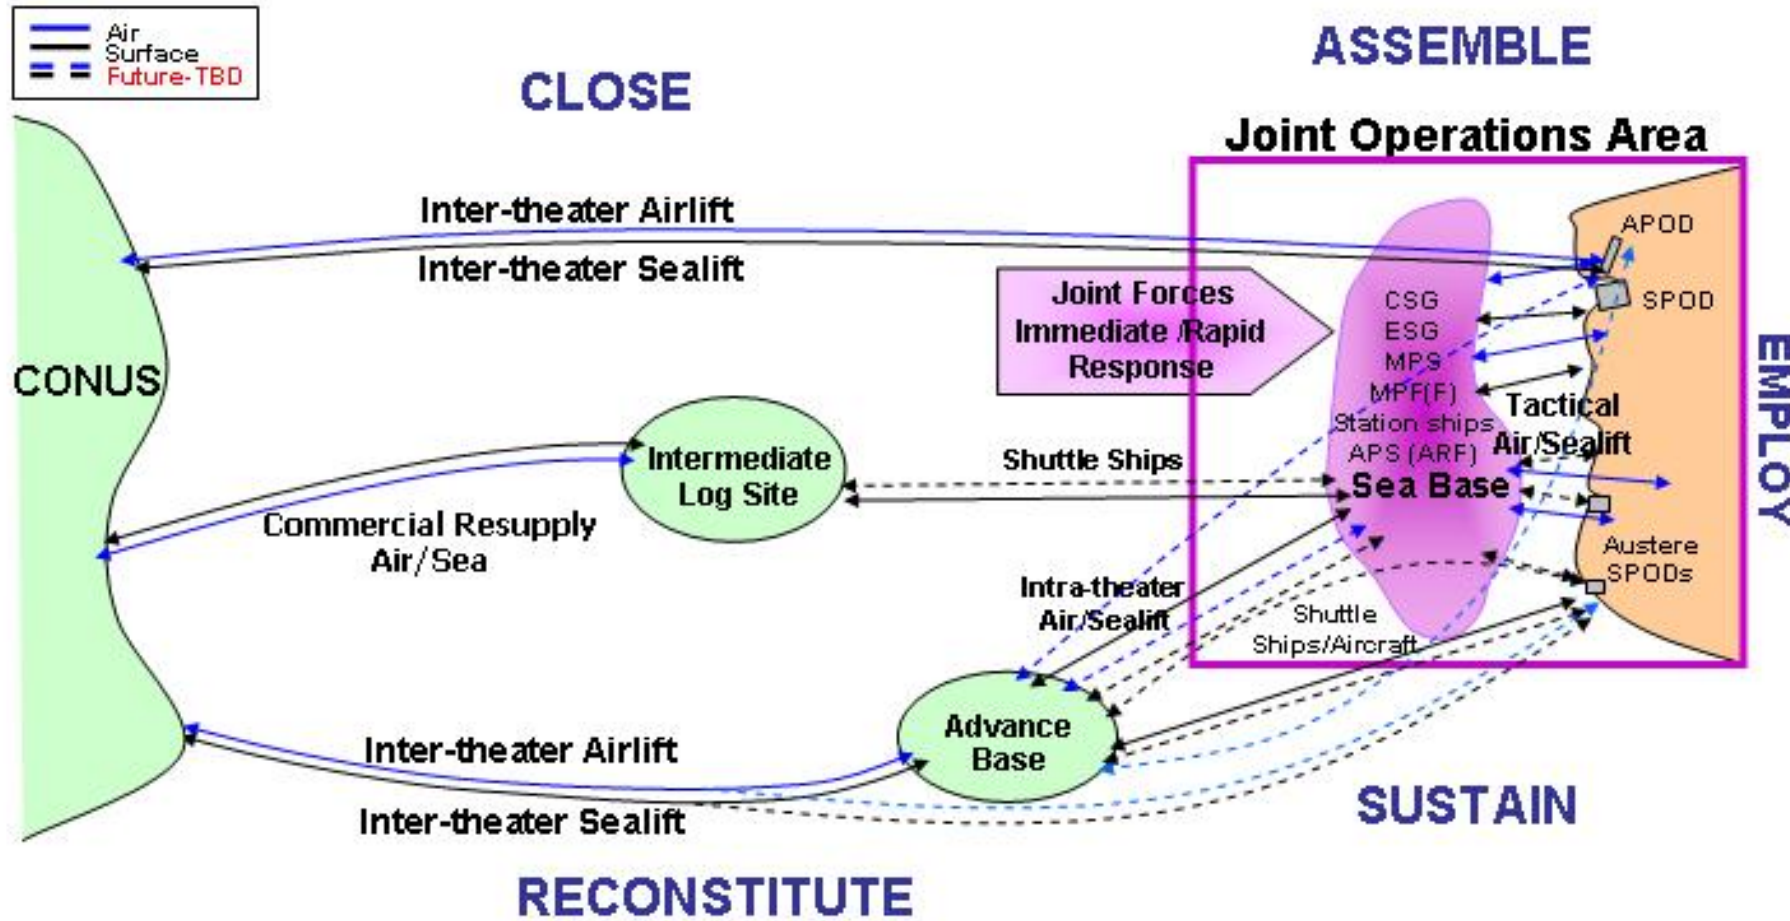 Air
Surface
Future-TBD
CLOSE
ASSEMBLE
Joint Operations Area
Inter-theater Airlift
Inter-theater Sealift
APOD
SPOD
Joint Forces
Immediate /Rapid
Response
CSG
ESG
MPS
MPF(F)
Station ships
APS (ARF)
Sea Base
Tactical
Air/Sealift
EMPLOY
CONUS
Intermediate
Log Site
Shuttle Ships
Commercial Resupply
Air/Sea
Austere
SPODs
Intra-theater
Air/Sealift
Shuttle
Ships/Aircraft
Advance
Base
Inter-theater Airlift
Inter-theater Sealift
SUSTAIN
RECONSTITUTE